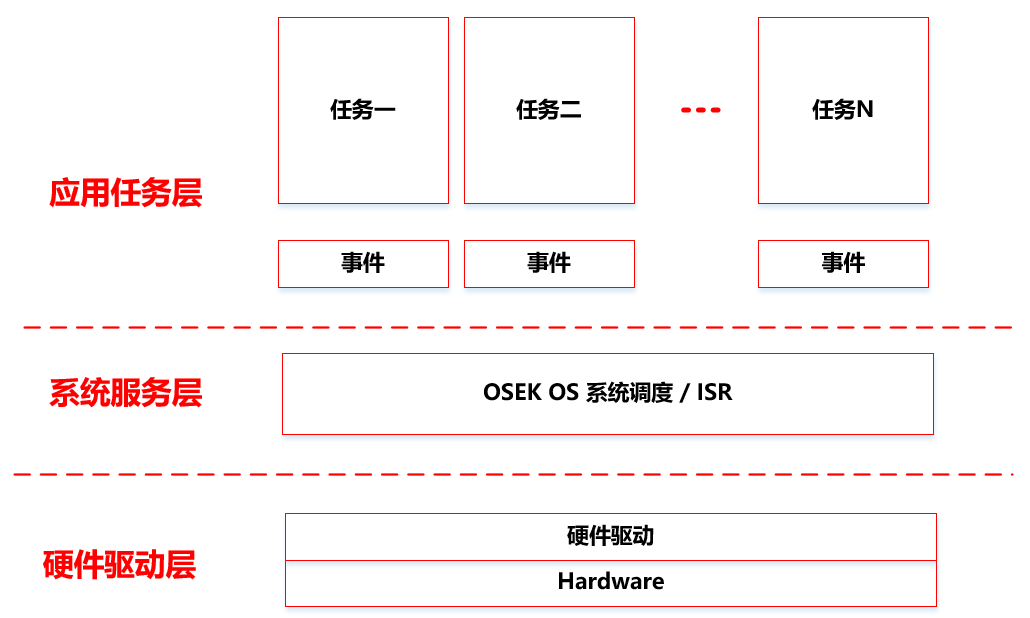 任务一
任务二
任务N
应用任务层
事件
事件
事件
系统服务层
OSEK OS 系统调度 / ISR
硬件驱动层
硬件驱动
Hardware